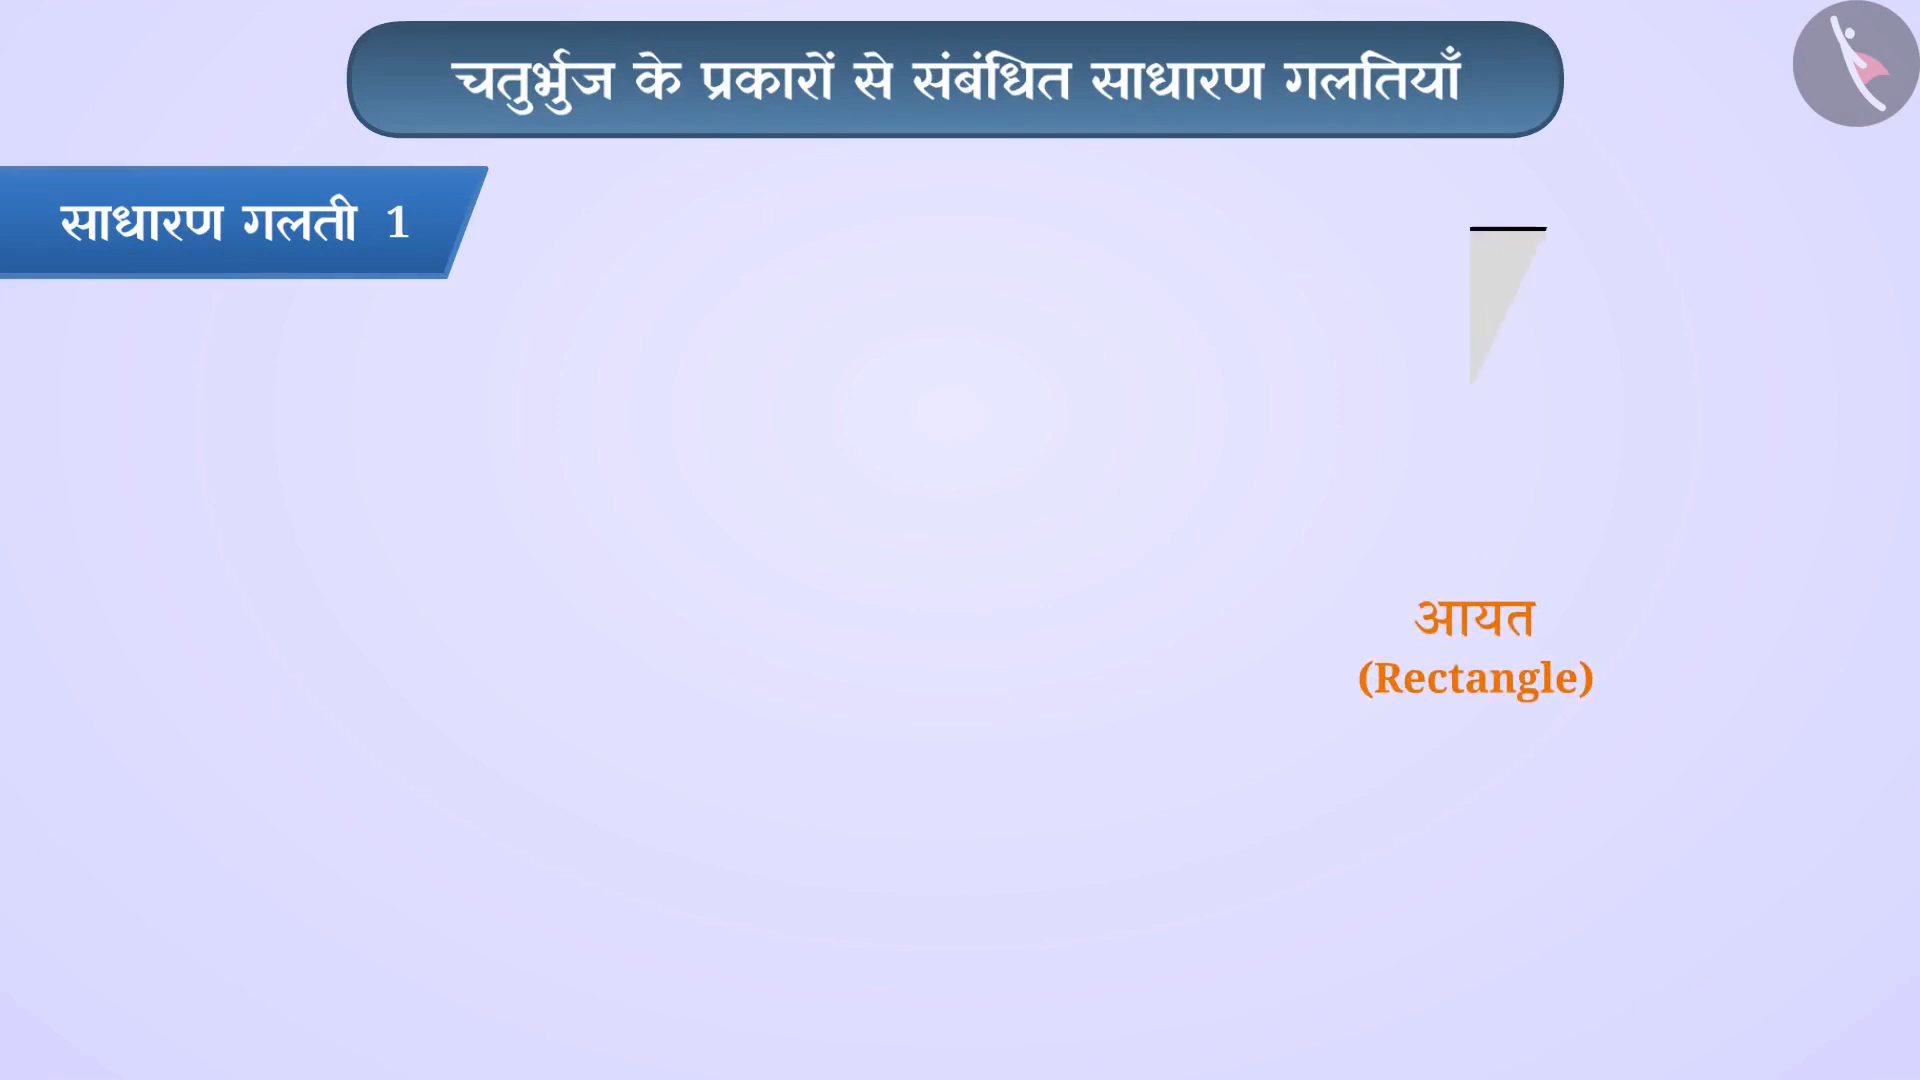 चतुर्भुज के प्रकारों से संबंधित साधारण गलतियाँ
साधारण गलती 1
आयत
(Rectangle)